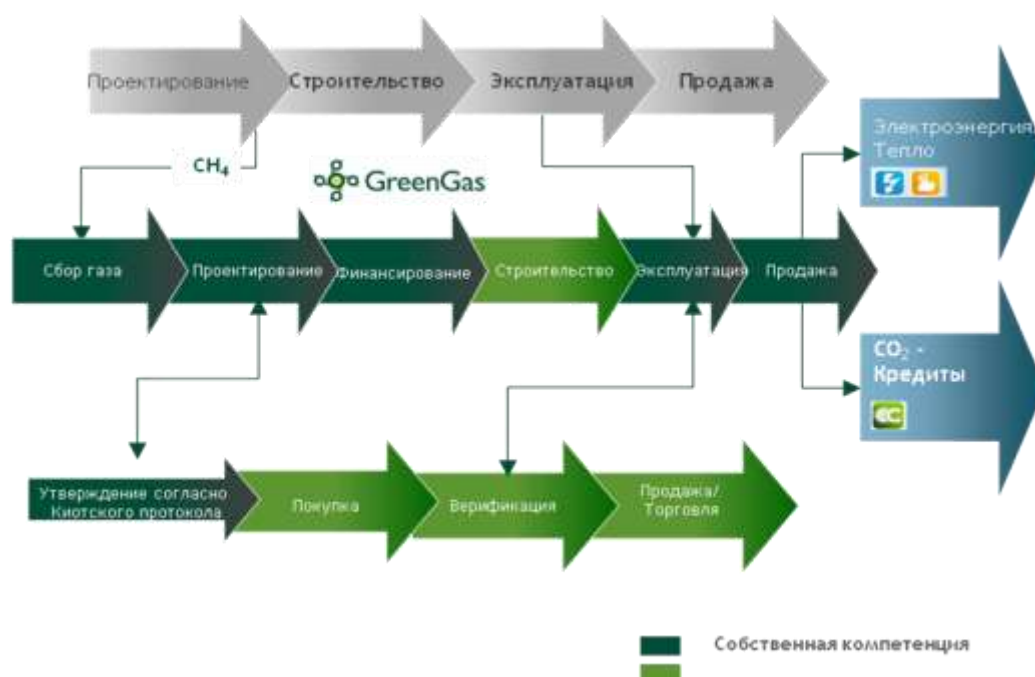 Проектирование
Строительство
Эксплуатация
Продажа
Электроэнергия
Тепло
CH₄
GreenGas
Сбор газа
Проектирование
Финансирование
Строительство
Эксплуатация
Продажа
CO₂ -
Кредиты
ec
Утверждение согласно
Киотского протокола
Покупка
Верификация
Продажа/
Торговля
Собственная компетенция